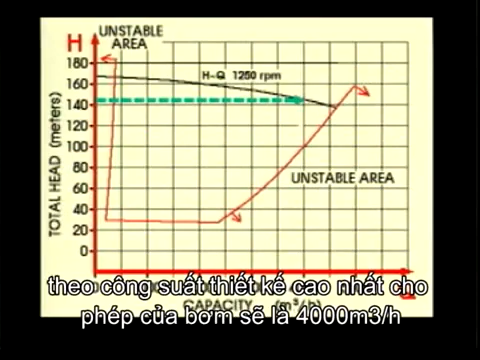 UNSTABLE
AREA
H
H-Q 1250 rpm
180
160
140
120
100
80
60
40
20
0
TOTAL HEAD (meters)
UNSTABLE AREA
theo công suất thiết kế cao nhất cho
CAPACITY (m³/h)
phép của bơm sẽ là 4000m3/h